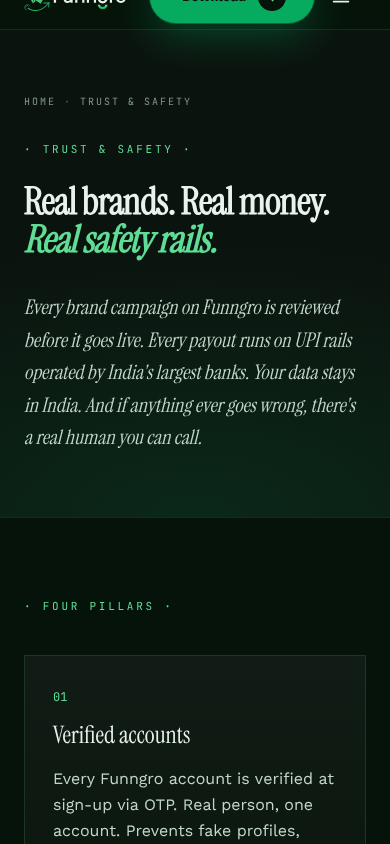 Funngro
HOME · TRUST & SAFETY
· TRUST & SAFETY ·
Real brands. Real money.
Real safety rails.
Every brand campaign on Funngro is reviewed
before it goes live. Every payout runs on UPI rails
operated by India's largest banks. Your data stays
in India. And if anything ever goes wrong, there's
a real human you can call.
· FOUR PILLARS ·
01
Verified accounts
Every Funngro account is verified at
sign-up via OTP. Real person, one
account. Prevents fake profiles,